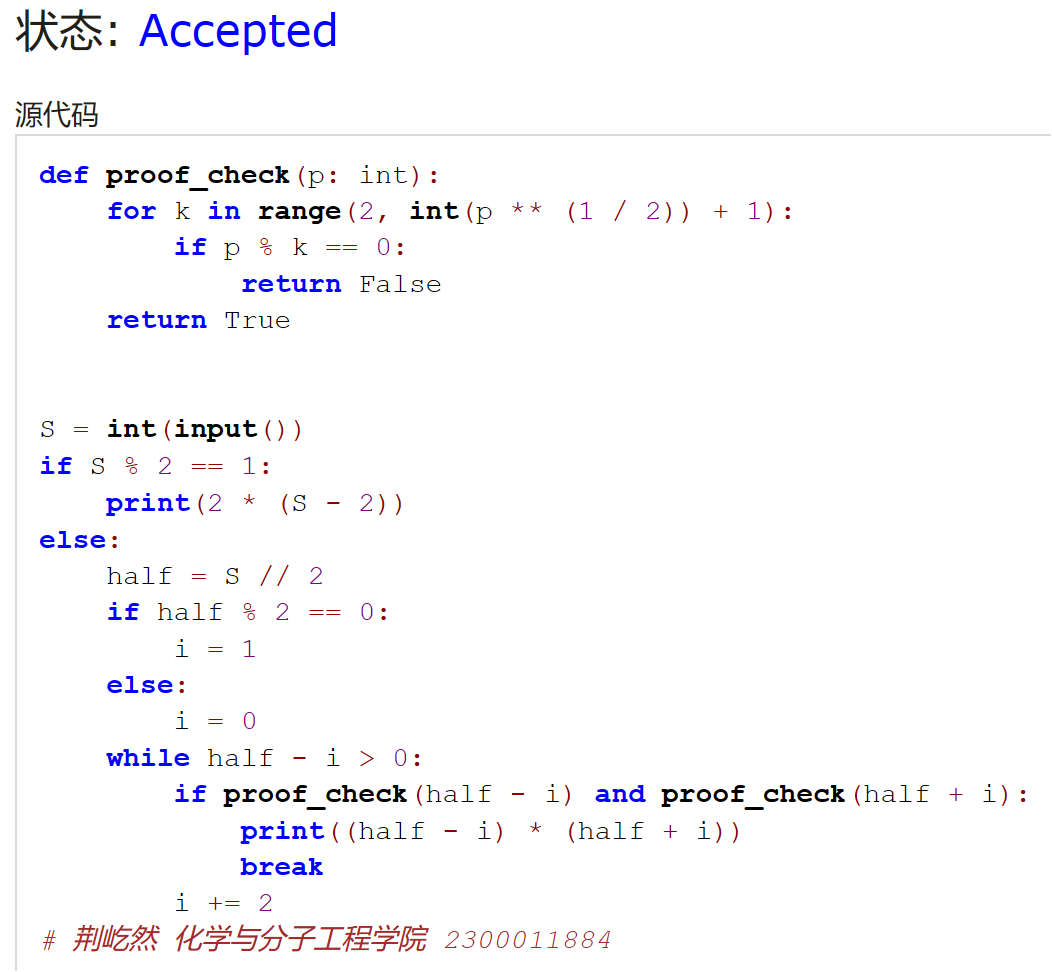 状态: Accepted
源代码
def proof_check(p: int):
    for k in range(2, int(p ** (1 / 2)) + 1):
        if p % k == 0:
            return False
    return True
S = int(input())
if S % 2 == 1:
    print(2 * (S - 2))
else:
    half = S // 2
    if half % 2 == 0:
        i = 1
    else:
        i = 0
    while half - i > 0:
        if proof_check(half - i) and proof_check(half + i):
            print((half - i) * (half + i))
            break
        i += 2
# 荆屹然 化学与分子工程学院 2300011884